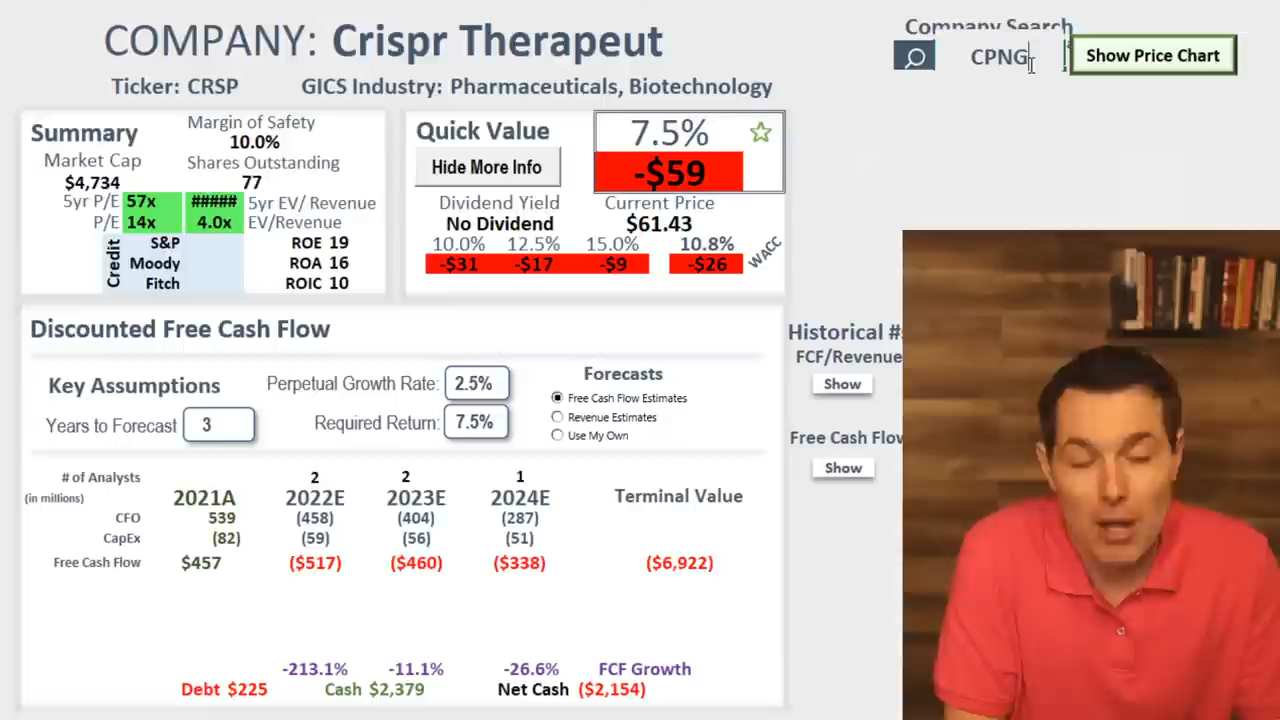 COMPANY: Crispr Therapeut
Company Search
CPNG
Show Price Chart
Ticker: CRSP GICS Industry: Pharmaceuticals, Biotechnology
Summary
Margin of Safety
10.0%
Market Cap Shares Outstanding
$4,734 77
5yr P/E 57x ##### 5yr EV/ Revenue
P/E 14x 4.0x EV/Revenue
Credit
S&P ROE 19
Moody ROA 16
Fitch ROIC 10
Quick Value 7.5%
Hide More Info -$59
Dividend Yield Current Price
No Dividend $61.43
10.0% 12.5% 15.0% 10.8% WACC
-$31 -$17 -$9 -$26
Discounted Free Cash Flow
Key Assumptions
Years to Forecast 3
Perpetual Growth Rate: 2.5%
Required Return: 7.5%
Forecasts
Free Cash Flow Estimates
Revenue Estimates
Use My Own
Historical #
FCF/Revenue
Show
Free Cash Flow
Show
# of Analysts 2 2 1
(in millions) 2021A 2022E 2023E 2024E Terminal Value
CFO 539 (458) (404) (287)
CapEx (82) (59) (56) (51)
Free Cash Flow $457 ($517) ($460) ($338) ($6,922)
-213.1% -11.1% -26.6% FCF Growth
Debt $225 Cash $2,379 Net Cash ($2,154)